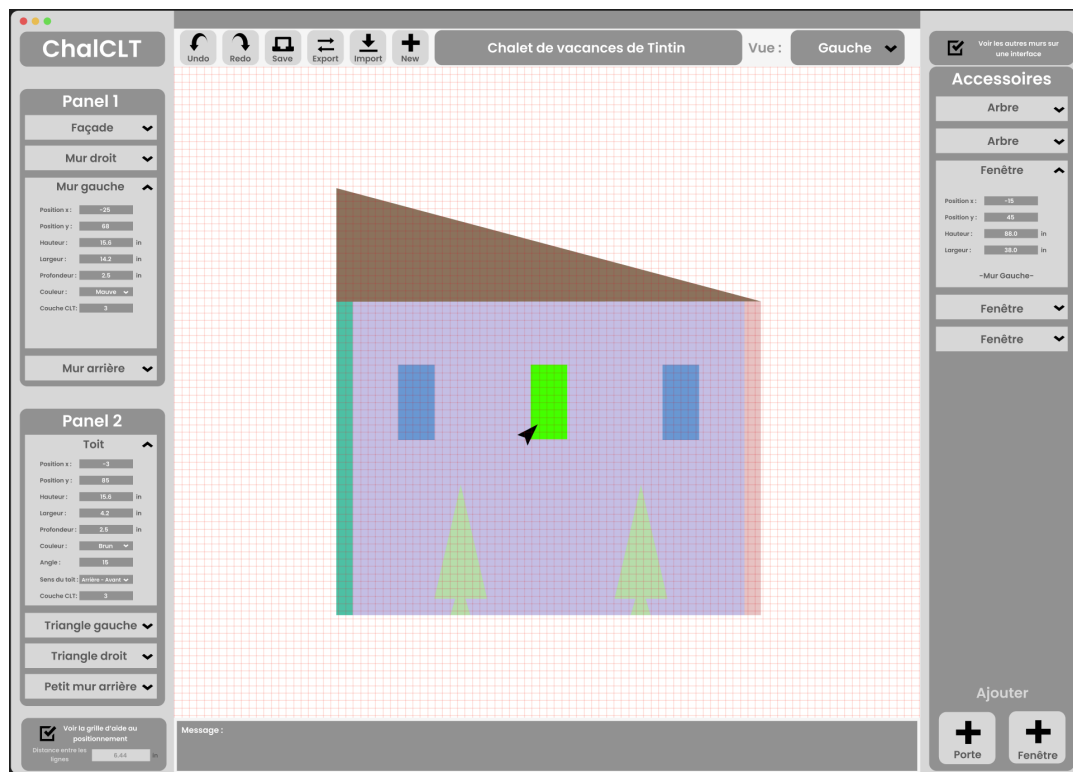 ChalCLT
Undo
Redo
Save
Export
Import
New
Chalet de vacances de Tintin
Vue :
Gauche
Voir les autres murs sur
une interface
Panel 1
Façade
Mur droit
Mur gauche
Position x : -25
Position y : 68
Hauteur : 15.6 in
Largeur : 14.2 in
Profondeur : 2.5 in
Couleur : Mauve
Couche CLT: 3
Mur arrière
Panel 2
Toit
Position x : -3
Position y : 85
Hauteur : 15.6 in
Largeur : 4.2 in
Profondeur : 2.5 in
Couleur : Brun
Angle : 15
Sens du toit : Arrière - Avant
Couche CLT: 3
Triangle gauche
Triangle droit
Petit mur arrière
Voir la grille d'aide au
positionnement
Distance entre les
lignes
6.44 in
Message :
Accessoires
Arbre
Arbre
Fenêtre
Position x : -15
Position y : 45
Hauteur : 88.0 in
Largeur : 38.0 in
-Mur Gauche-
Fenêtre
Fenêtre
Ajouter
Porte
Fenêtre